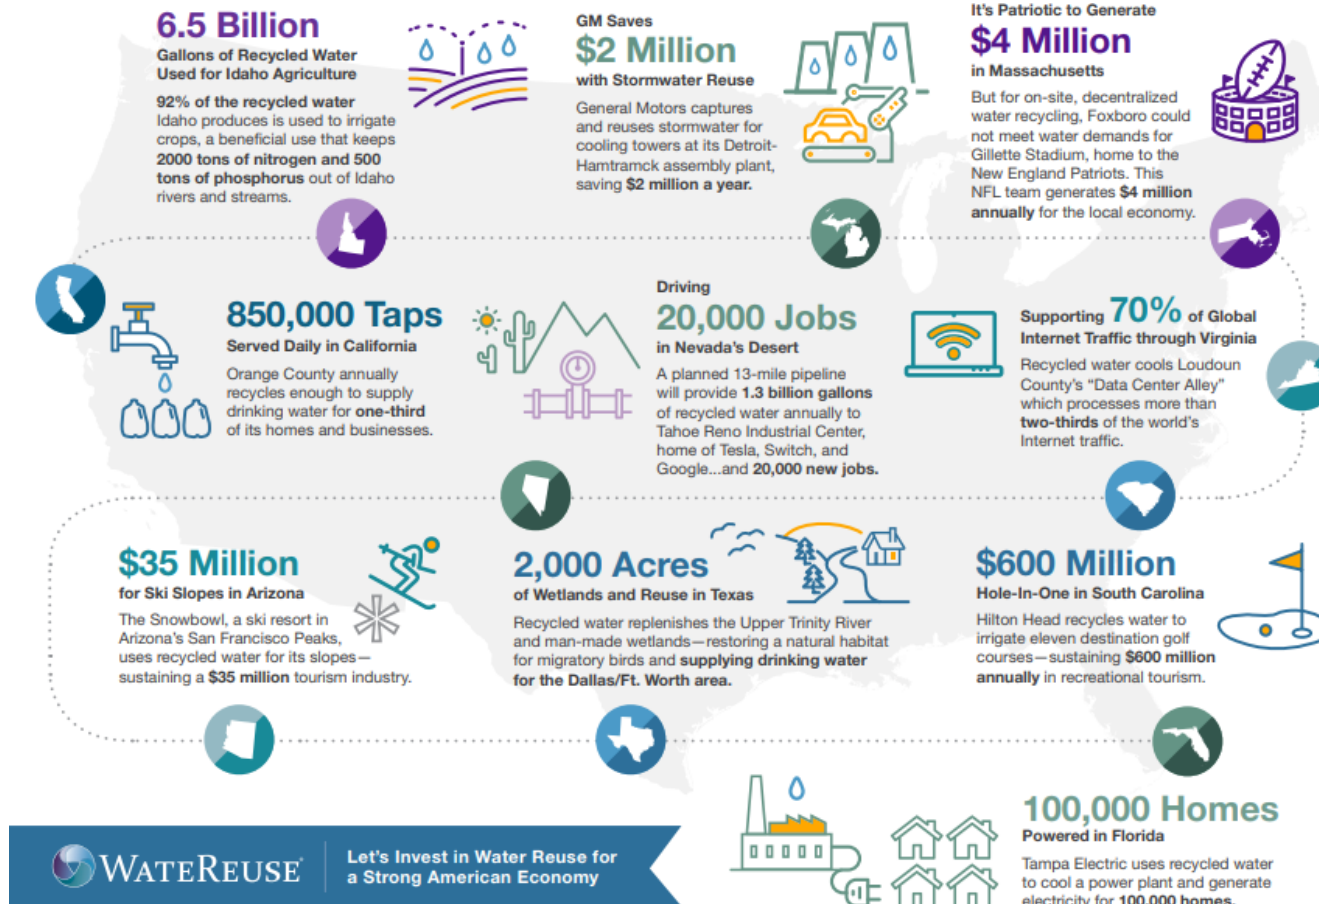 6.5 Billion
Gallons of Recycled Water
Used for Idaho Agriculture
92% of the recycled water
Idaho produces is used to irrigate
crops, a beneficial use that keeps
2000 tons of nitrogen and 500
tons of phosphorus out of Idaho
rivers and streams.
GM Saves
$2 Million
with Stormwater Reuse
General Motors captures
and reuses stormwater for
cooling towers at its Detroit-
Hamtramck assembly plant,
saving $2 million a year.
It's Patriotic to Generate
$4 Million
in Massachusetts
But for on-site, decentralized
water recycling, Foxboro could
not meet water demands for
Gillette Stadium, home to the
New England Patriots. This
NFL team generates $4 million
annually for the local economy.
850,000 Taps
Served Daily in California
Orange County annually
recycles enough to supply
drinking water for one-third
of its homes and businesses.
Driving
20,000 Jobs
in Nevada's Desert
A planned 13-mile pipeline
will provide 1.3 billion gallons
of recycled water annually to
Tahoe Reno Industrial Center,
home of Tesla, Switch, and
Google...and 20,000 new jobs.
Supporting 70% of Global
Internet Traffic through Virginia
Recycled water cools Loudoun
County's “Data Center Alley”
which processes more than
two-thirds of the world's
Internet traffic.
$35 Million
for Ski Slopes in Arizona
The Snowbowl, a ski resort in
Arizona's San Francisco Peaks,
uses recycled water for its slopes—
sustaining a $35 million tourism industry.
2,000 Acres
of Wetlands and Reuse in Texas
Recycled water replenishes the Upper Trinity River
and man-made wetlands—restoring a natural habitat
for migratory birds and supplying drinking water
for the Dallas/Ft. Worth area.
$600 Million
Hole-In-One in South Carolina
Hilton Head recycles water to
irrigate eleven destination golf
courses—sustaining $600 million
annually in recreational tourism.
100,000 Homes
Powered in Florida
Tampa Electric uses recycled water
to cool a power plant and generate
electricity for 100,000 homes.
WATEREUSE
Let's Invest in Water Reuse for
a Strong American Economy